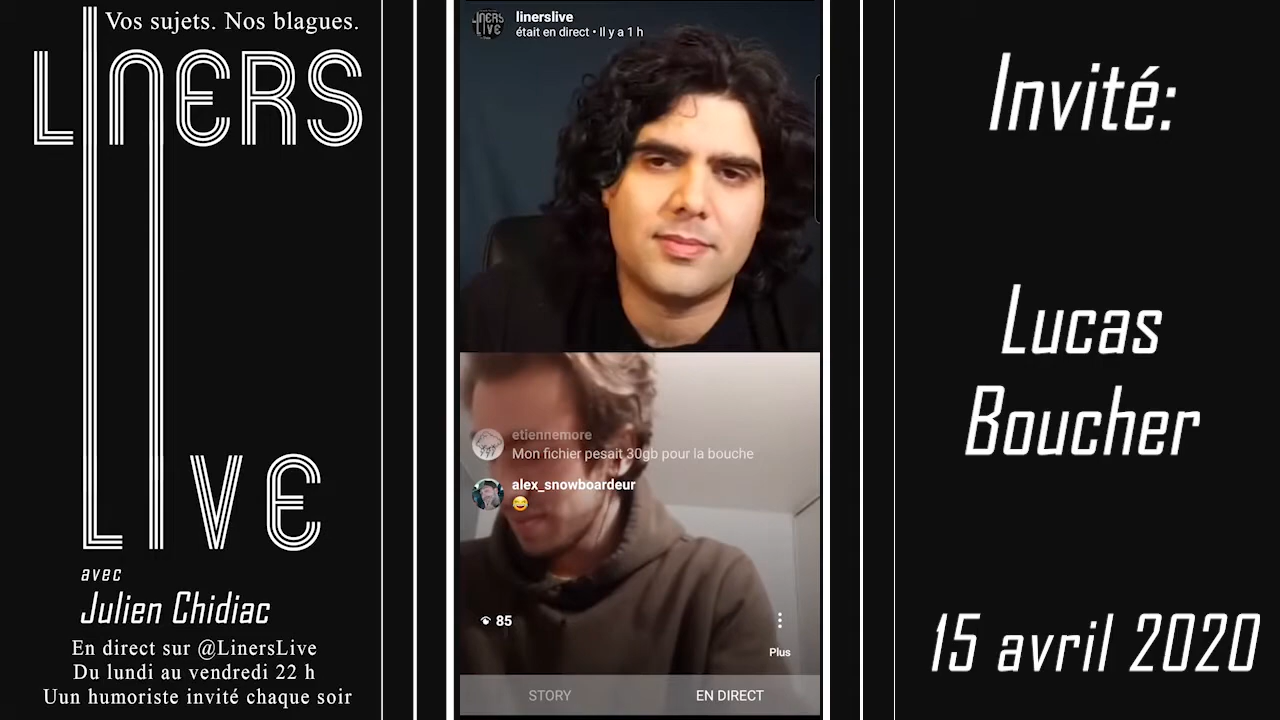 Vos sujets. Nos blagues.
LINERS
LIVE
avec
Julien Chidiac
En direct sur @LinersLive
Du lundi au vendredi 22 h
Uun humoriste invité chaque soir
LINERS
LIVE
linerslive
était en direct • Il y a 1 h
etiennemore
Mon fichier pesait 30gb pour la bouche
alex_snowboardeur
😂
85
Plus
STORY
EN DIRECT
Invité:
Lucas
Boucher
15 avril 2020